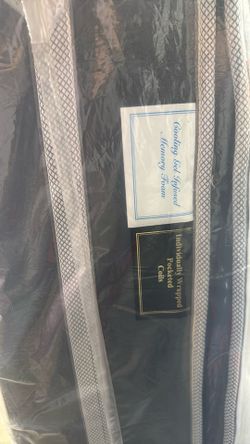 Cooling Gel Infused
Memory Foam
Individually Wrapped
Pocketed
Coils